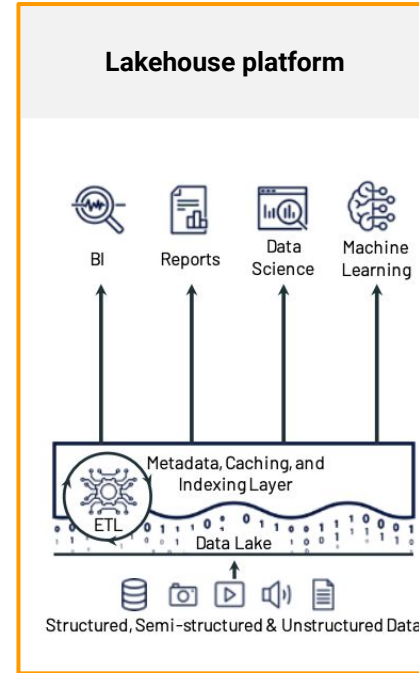 Lakehouse platform
BI
Reports
Data
Science
Machine
Learning
Metadata, Caching, and
Indexing Layer
ETL
Data Lake
Structured, Semi-structured & Unstructured Data